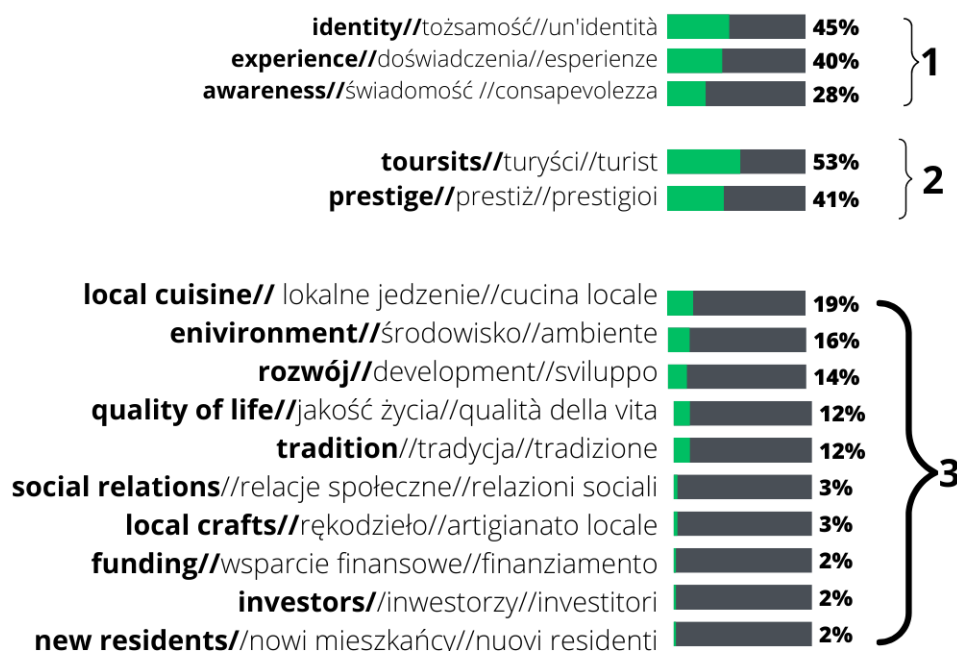 identity//tożsamość//un'identità 45%
experience//doświadczenia//esperienze 40%
awareness//świadomość //consapevolezza 28%
1
toursits//turyści//turist 53%
prestige//prestiż//prestigioi 41%
2
local cuisine// lokalne jedzenie//cucina locale 19%
enivironment//środowisko//ambiente 16%
rozwój//development//sviluppo 14%
quality of life//jakość życia//qualità della vita 12%
tradition//tradycja//tradizione 12%
social relations//relacje społeczne//relazioni sociali 3%
local crafts//rękodzieło//artigianato locale 3%
funding//wsparcie finansowe//finanziamento 2%
investors//inwestorzy//investitori 2%
new residents//nowi mieszkańcy//nuovi residenti 2%
3